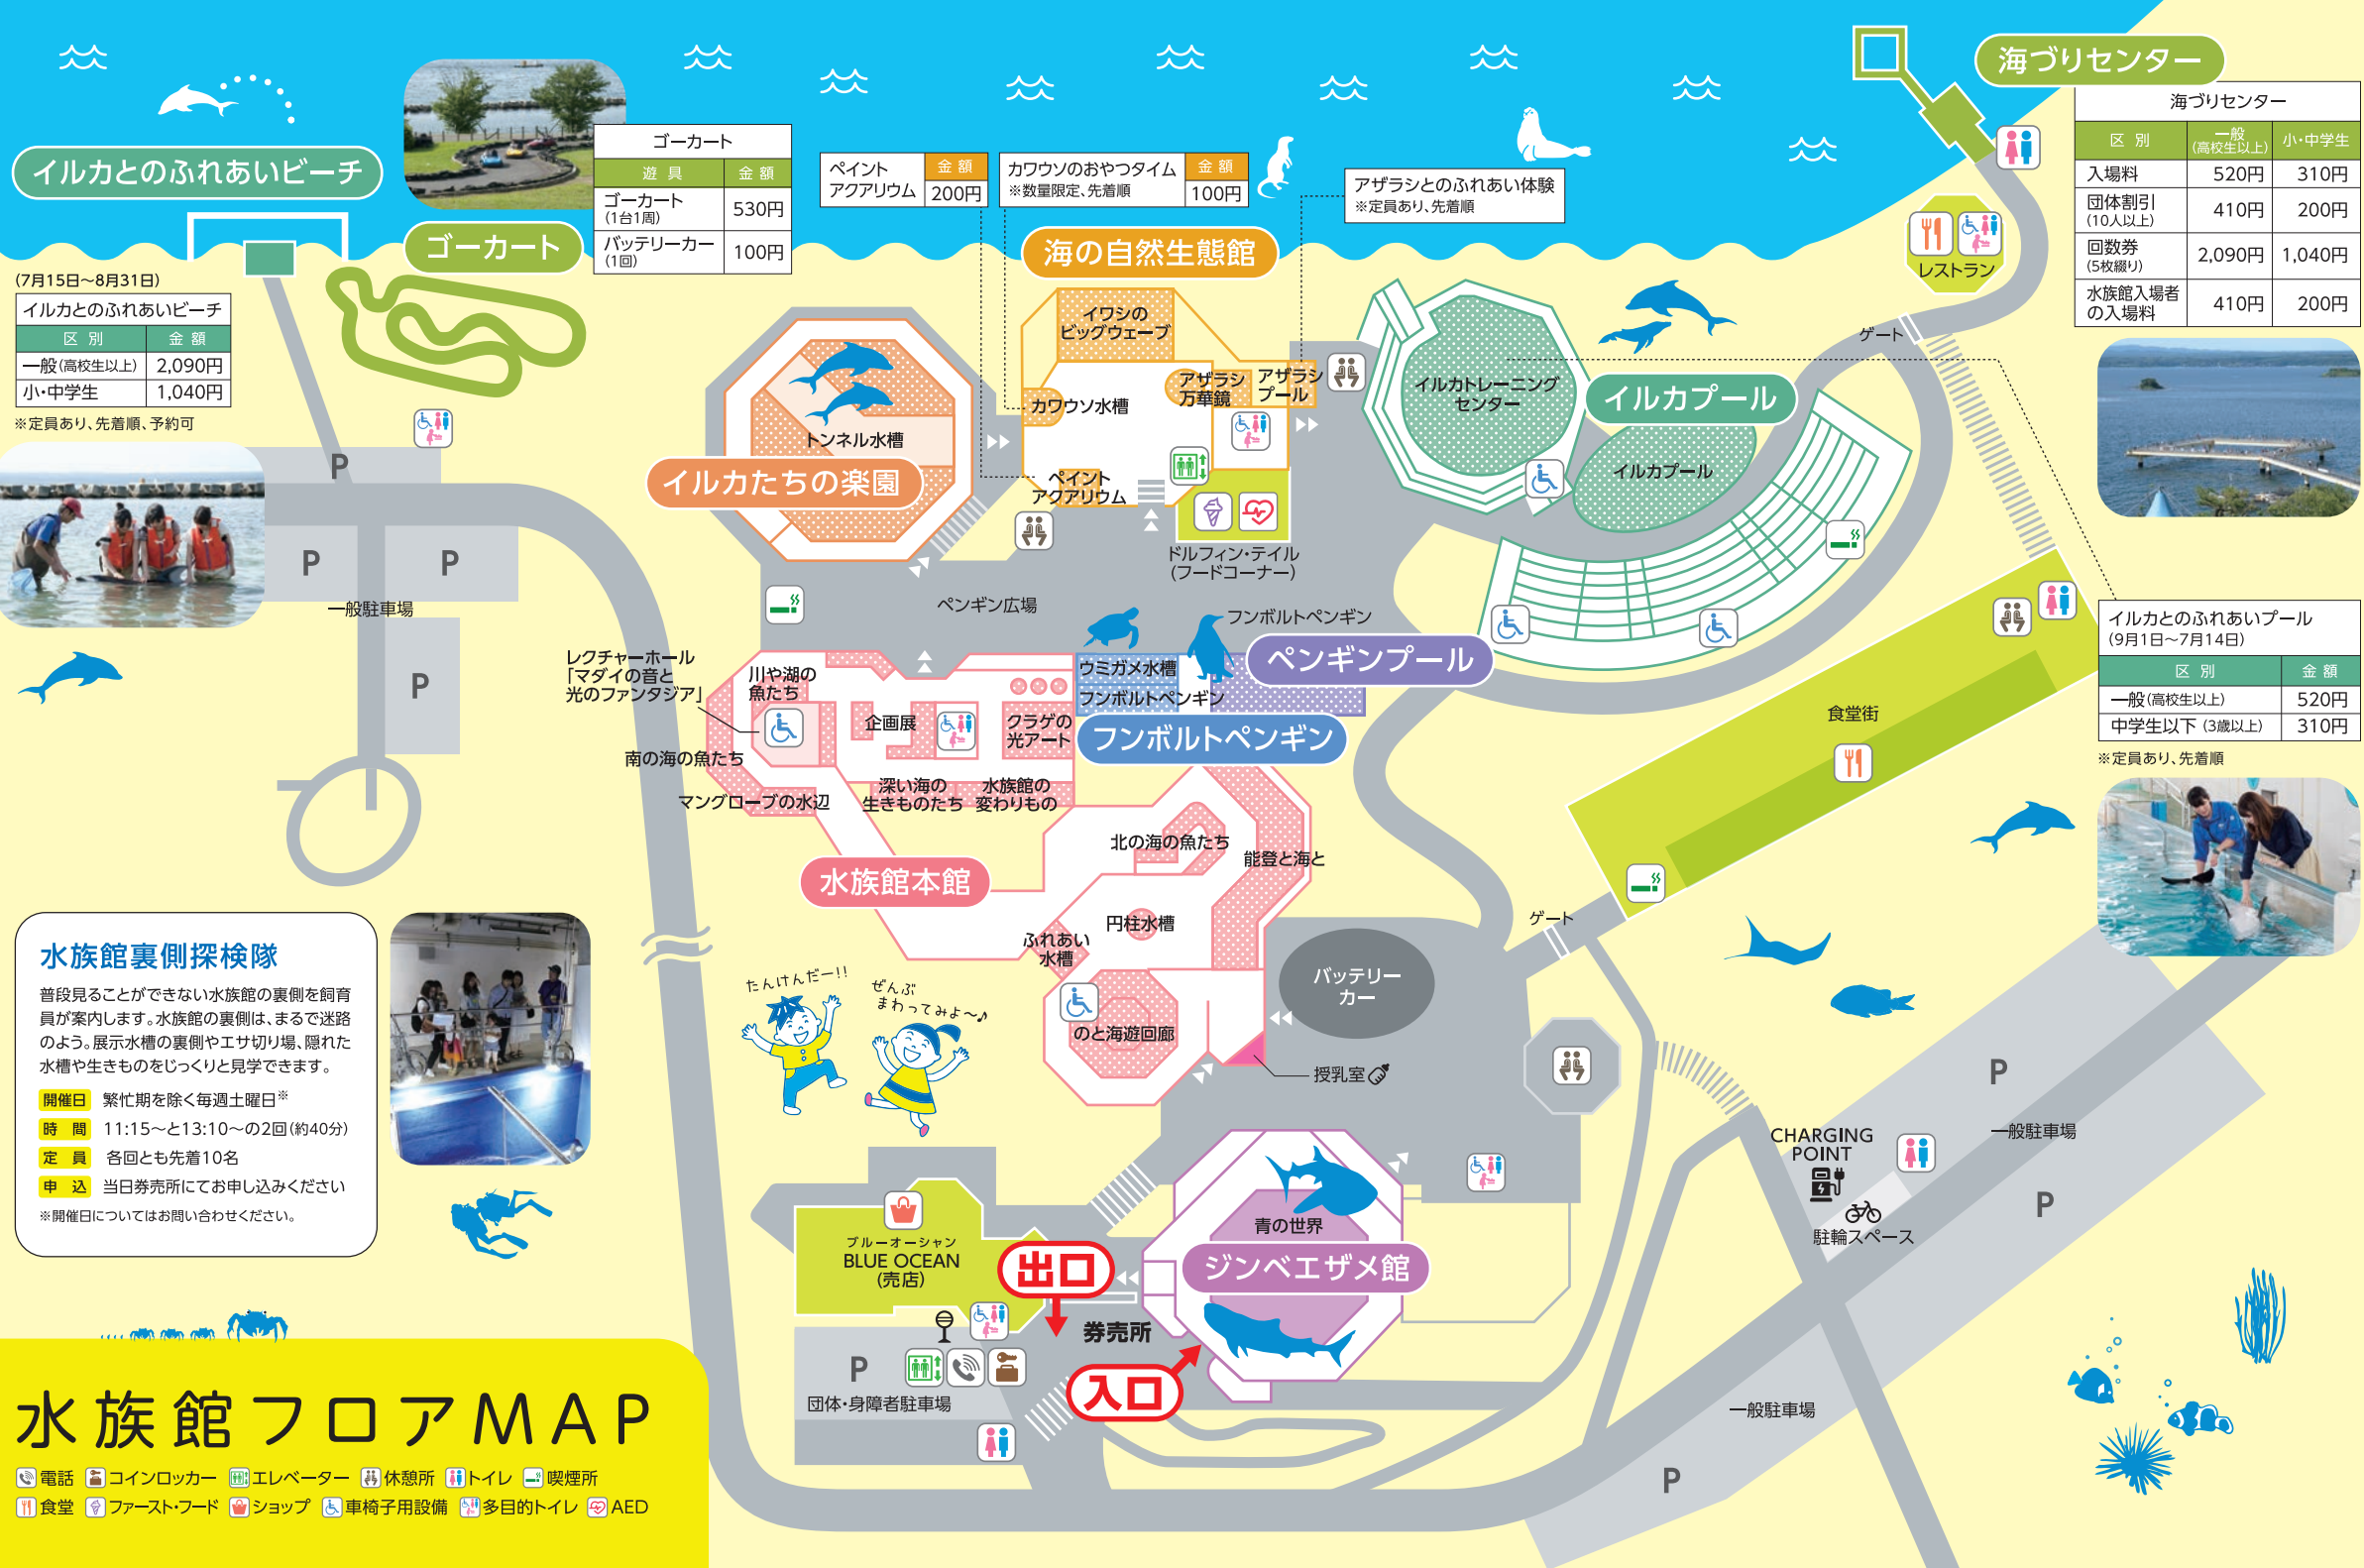 イルカとのふれあいビーチ
(7月15日～8月31日)
イルカとのふれあいビーチ
区 別 金 額
一般(高校生以上) 2,090円
小・中学生 1,040円
※定員あり、先着順、予約可
ゴーカート
ゴーカート
遊 具 金 額
ゴーカート
(1台1周)
530円
バッテリーカー
(1回)
100円
ペイント
アクアリウム
金 額
200円
カワウソのおやつタイム
※数量限定、先着順
金 額
100円
アザラシとのふれあい体験
※定員あり、先着順
海の自然生態館
イワシの
ビッグウェーブ
カワウソ水槽
アザラシ
万華鏡
アザラシ
プール
ペイント
アクアリウム
ドルフィン・テイル
(フードコーナー)
海づりセンター
海づりセンター
区 別 一般
(高校生以上)
小・中学生
入場料 520円 310円
団体割引
(10人以上)
410円 200円
回数券
(5枚綴り)
2,090円 1,040円
水族館入場者
の入場料
410円 200円
レストラン
ゲート
イルカトレーニング
センター
イルカプール
イルカプール
トンネル水槽
イルカたちの楽園
P
P
P
一般駐車場
P
ペンギン広場
フンボルトペンギン
ペンギンプール
ウミガメ水槽
フンボルトペンギン
フンボルトペンギン
レクチャーホール
「マダイの音と
光のファンタジア」
川や湖の
魚たち
企画展
クラゲの
光アート
南の海の魚たち
マングローブの水辺
深い海の
生きものたち
水族館の
変わりもの
水族館本館
北の海の魚たち
能登と海と
円柱水槽
ふれあい
水槽
のと海遊回廊
授乳室
バッテリー
カー
ゲート
食堂街
イルカとのふれあいプール
(9月1日～7月14日)
区 別 金 額
一般(高校生以上) 520円
中学生以下(3歳以上) 310円
※定員あり、先着順
水族館裏側探検隊
普段見ることができない水族館の裏側を飼育
員が案内します。水族館の裏側は、まるで迷路
のよう。展示水槽の裏側やエサ切り場、隠れた
水槽や生きものをじっくりと見学できます。
開催日 繁忙期を除く毎週土曜日※
時 間 11:15～と13:10～の2回(約40分)
定 員 各回とも先着10名
申 込 当日券売所にてお申し込みください
※開催日についてはお問い合わせください。
たんけんだー!!
ぜんぶ
まわってみよ～♪
ブルーオーシャン
BLUE OCEAN
(売店)
出口
券売所
入口
青の世界
ジンベエザメ館
P
団体・身障者駐車場
CHARGING
POINT
駐輪スペース
P
一般駐車場
P
一般駐車場
P
水族館フロアMAP
電話 コインロッカー エレベーター 休憩所 トイレ 喫煙所
食堂 ファースト・フード ショップ 車椅子用設備 多目的トイレ AED